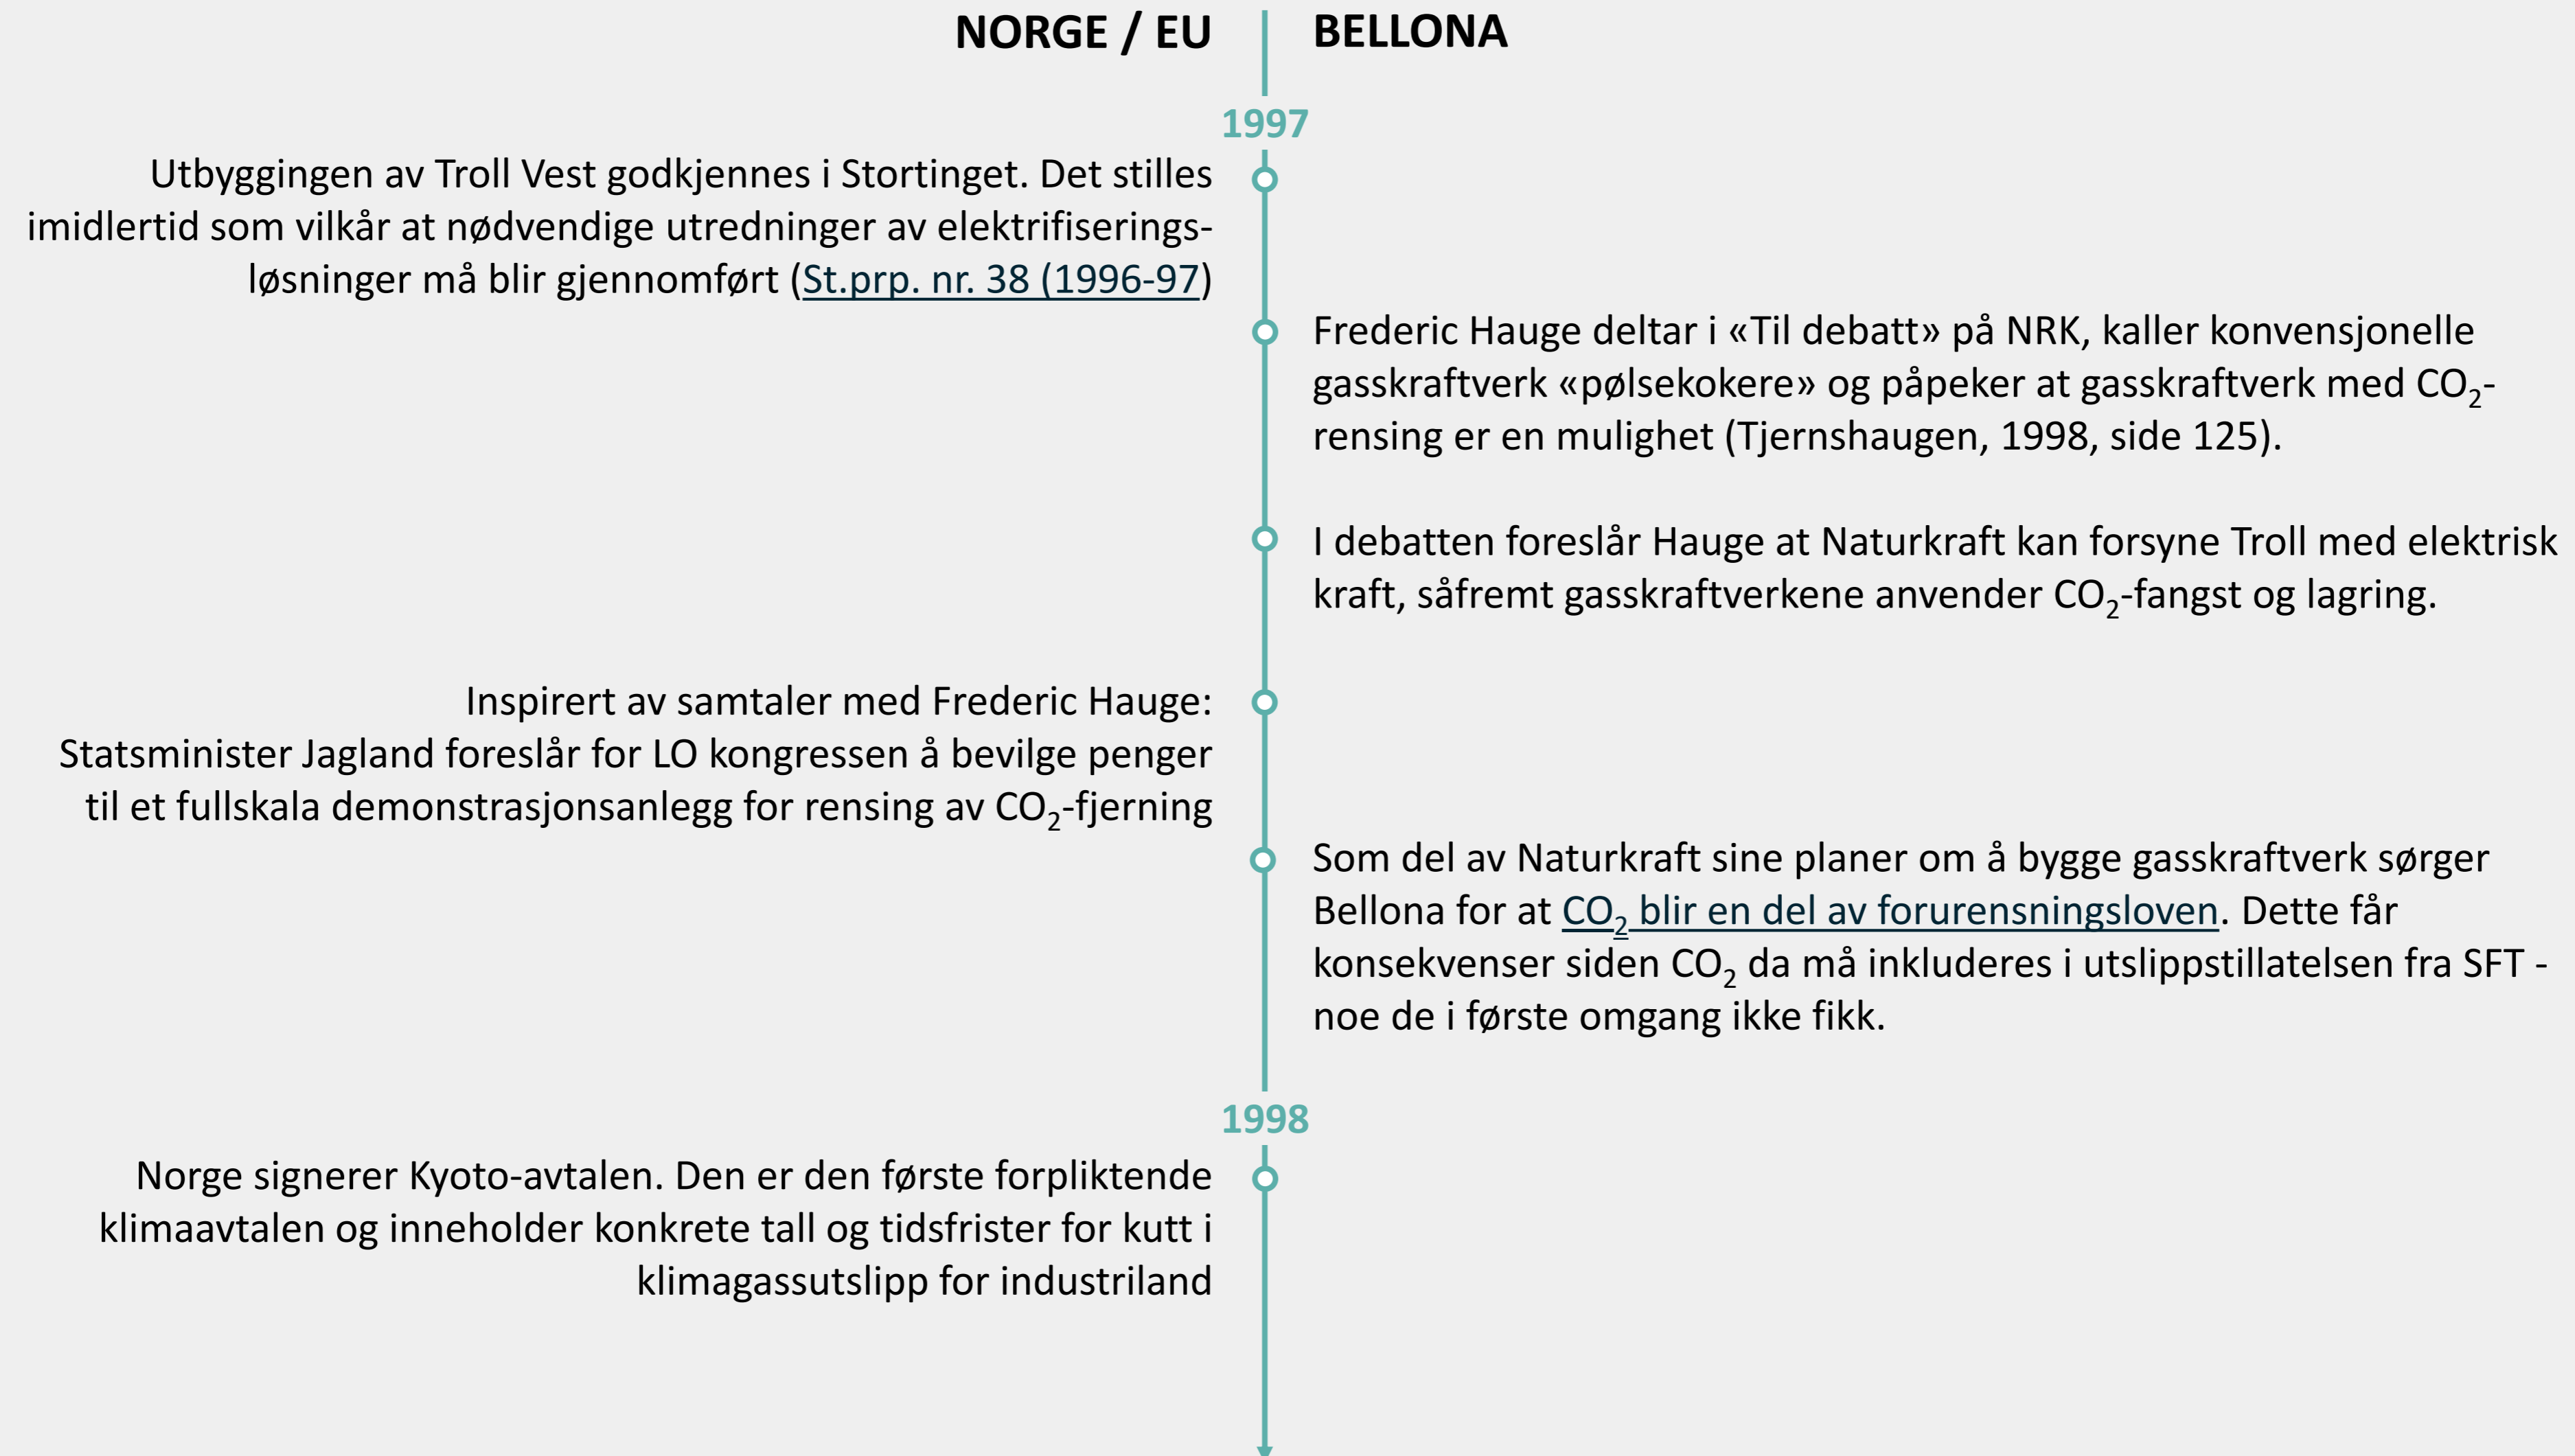 NORGE / EU
BELLONA
1997
Utbyggingen av Troll Vest godkjennes i Stortinget. Det stilles
imidlertid som vilkår at nødvendige utredninger av elektrifiserings-
løsninger må blir gjennomført (St.prp. nr. 38 (1996-97)
Frederic Hauge deltar i «Til debatt» på NRK, kaller konvensjonelle
gasskraftverk «pølsekokere» og påpeker at gasskraftverk med CO₂-
rensing er en mulighet (Tjernshaugen, 1998, side 125).
I debatten foreslår Hauge at Naturkraft kan forsyne Troll med elektrisk
kraft, såfremt gasskraftverkene anvender CO₂-fangst og lagring.
Inspirert av samtaler med Frederic Hauge:
Statsminister Jagland foreslår for LO kongressen å bevilge penger
til et fullskala demonstrasjonsanlegg for rensing av CO₂-fjerning
Som del av Naturkraft sine planer om å bygge gasskraftverk sørger
Bellona for at CO₂ blir en del av forurensningsloven. Dette får
konsekvenser siden CO₂ da må inkluderes i utslippstillatelsen fra SFT -
noe de i første omgang ikke fikk.
1998
Norge signerer Kyoto-avtalen. Den er den første forpliktende
klimaavtalen og inneholder konkrete tall og tidsfrister for kutt i
klimagassutslipp for industriland